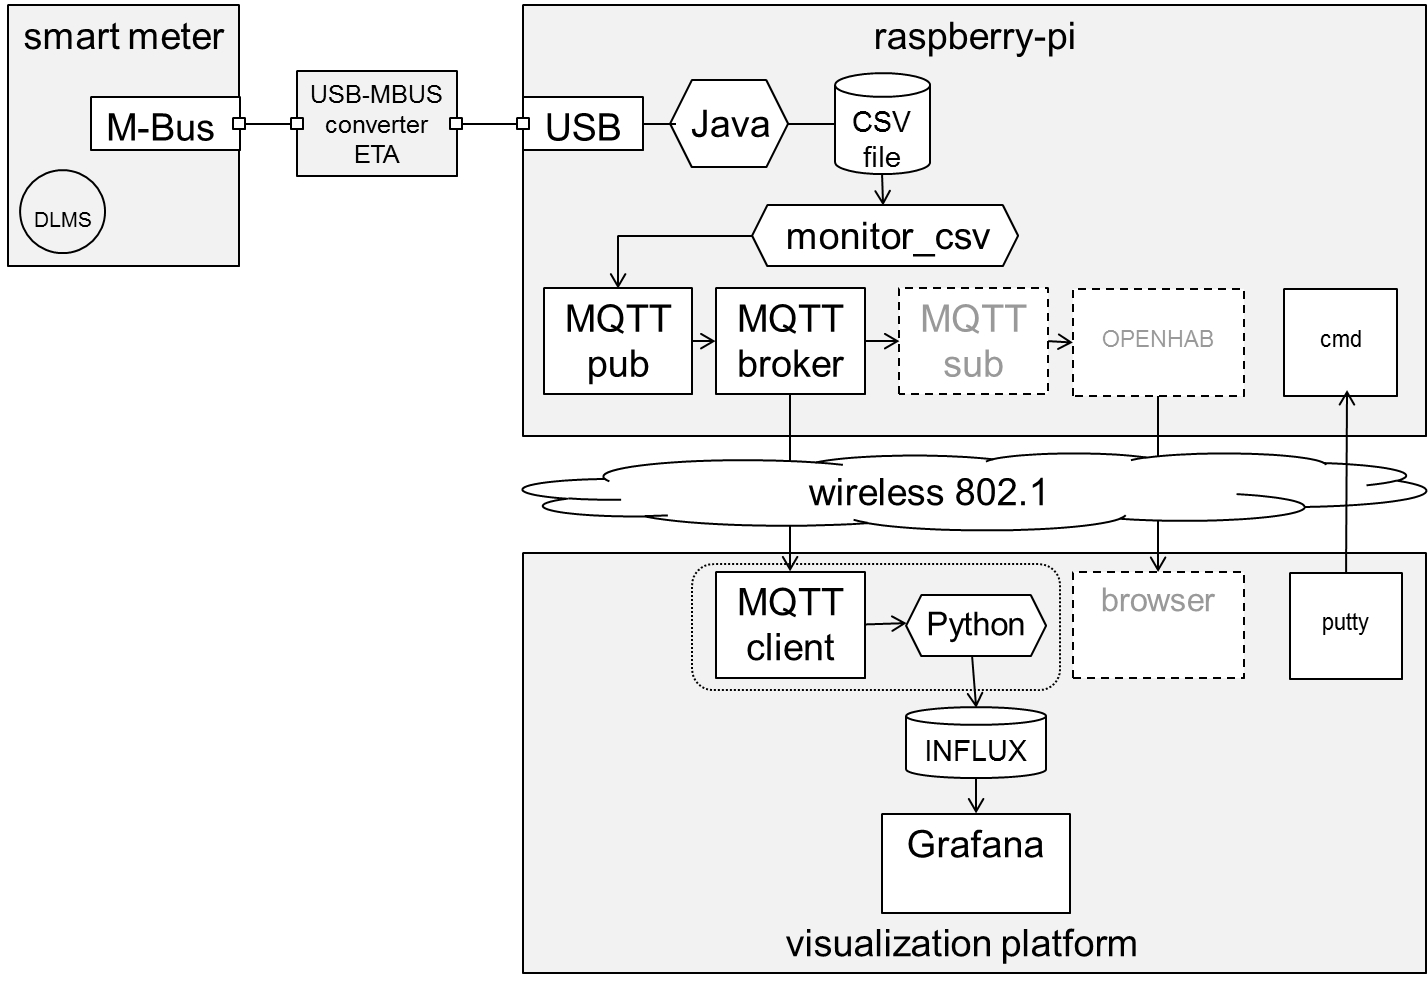 smart meter
M-Bus
DLMS
USB-MBUS
converter
ETA
raspberry-pi
USB
Java
CSV
file
monitor_csv
MQTT
pub
MQTT
broker
MQTT
sub
OPENHAB
cmd
wireless 802.1
MQTT
client
Python
browser
putty
INFLUX
Grafana
visualization platform